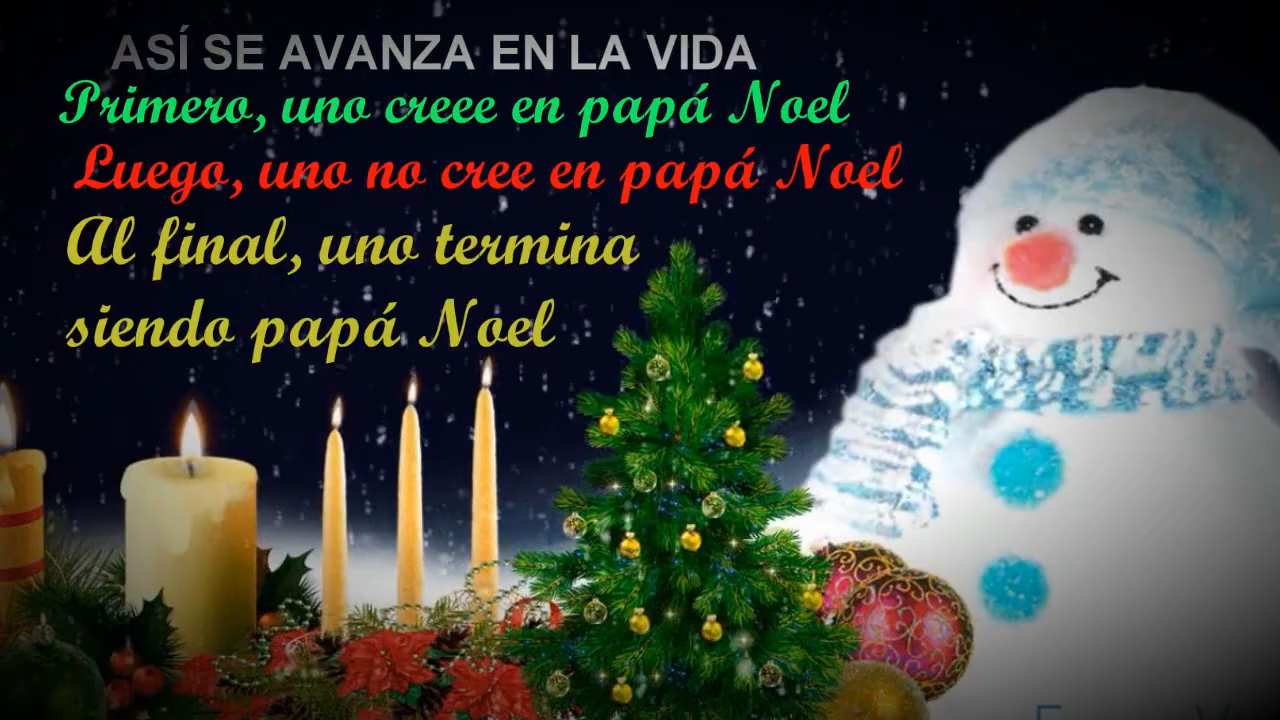 ASÍ SE AVANZA EN LA VIDA
Primero, uno creee en papá Noel
Luego, uno no cree en papá Noel
Al final, uno termina
siendo papá Noel